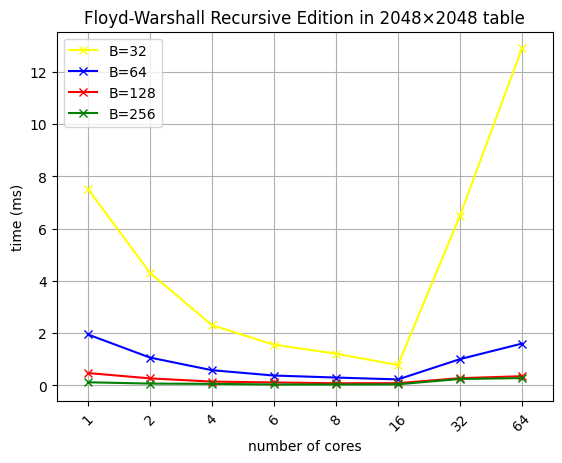 Floyd-Warshall Recursive Edition in 2048×2048 table
B=32
B=64
B=128
B=256
time (ms)
12
10
8
6
4
2
0
1 2 4 6 8 16 32 64
number of cores